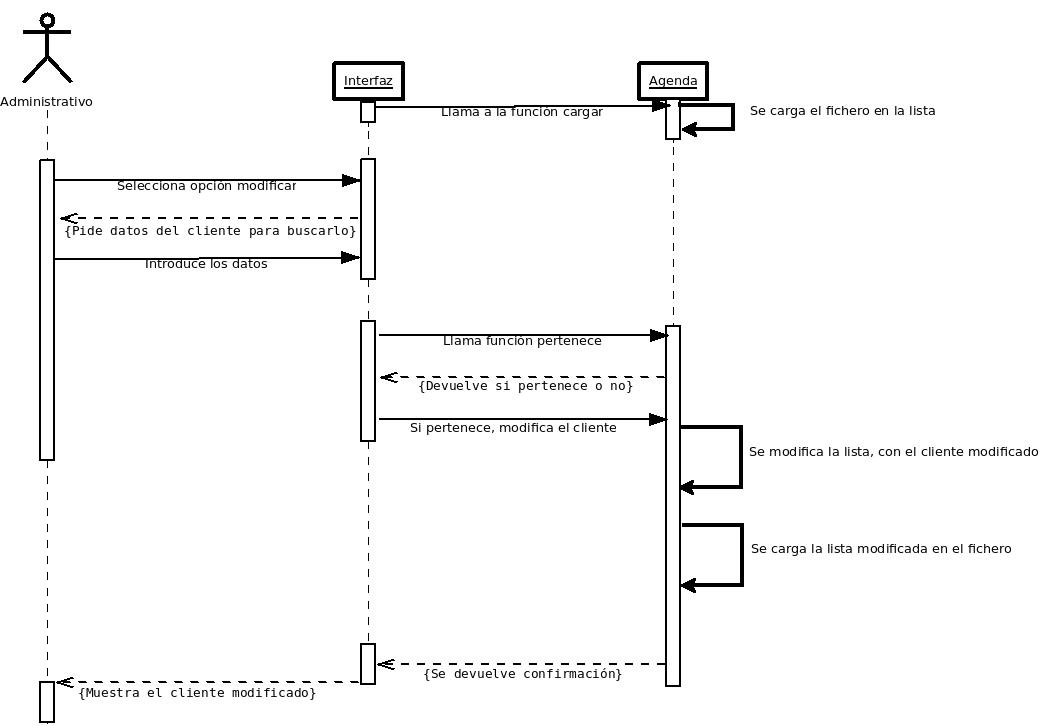 Administrativo
Interfaz
Agenda
Llama a la función cargar
Se carga el fichero en la lista
Selecciona opción modificar
{Pide datos del cliente para buscarlo}
Introduce los datos
Llama función pertenece
{Devuelve si pertenece o no}
Si pertenece, modifica el cliente
Se modifica la lista, con el cliente modificado
Se carga la lista modificada en el fichero
{Se devuelve confirmación}
{Muestra el cliente modificado}